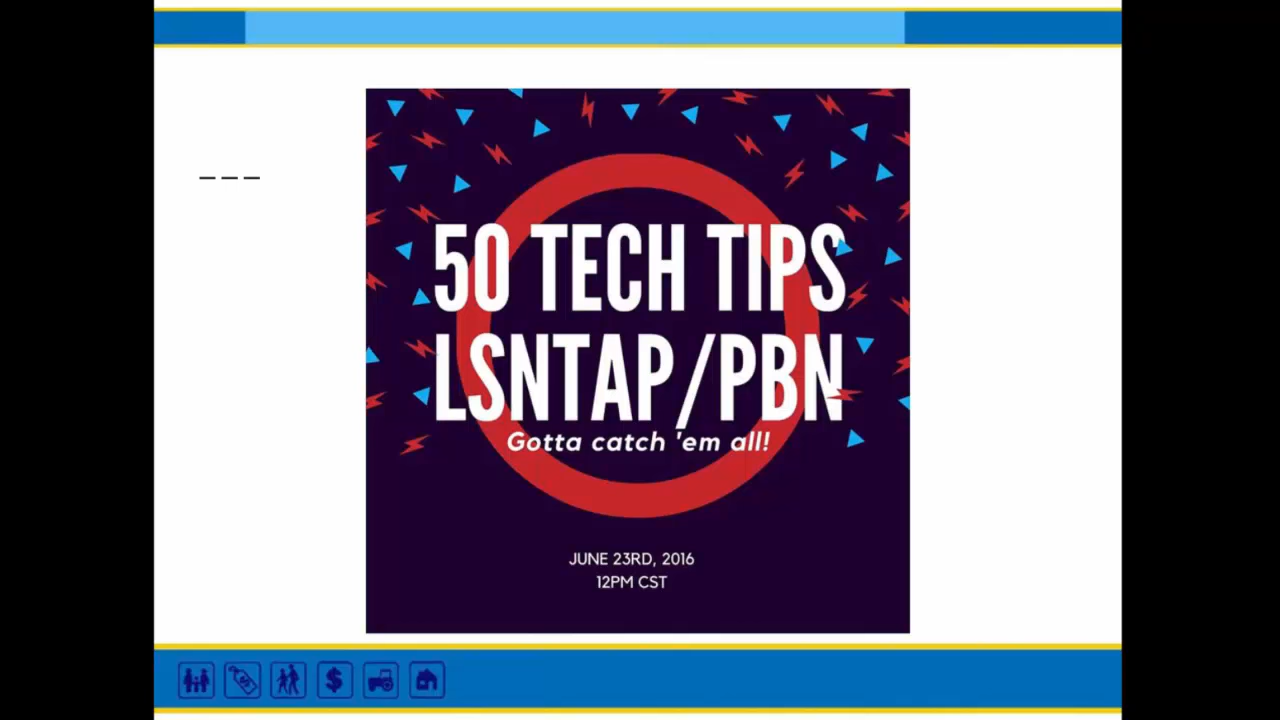 50 TECH TIPS
LSNTAP/PBN
Gotta catch 'em all!
JUNE 23RD, 2016
12PM CST